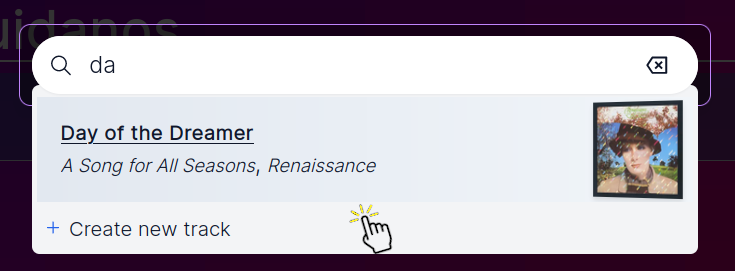 uidanos
da
Day of the Dreamer
A Song for All Seasons, Renaissance
+ Create new track